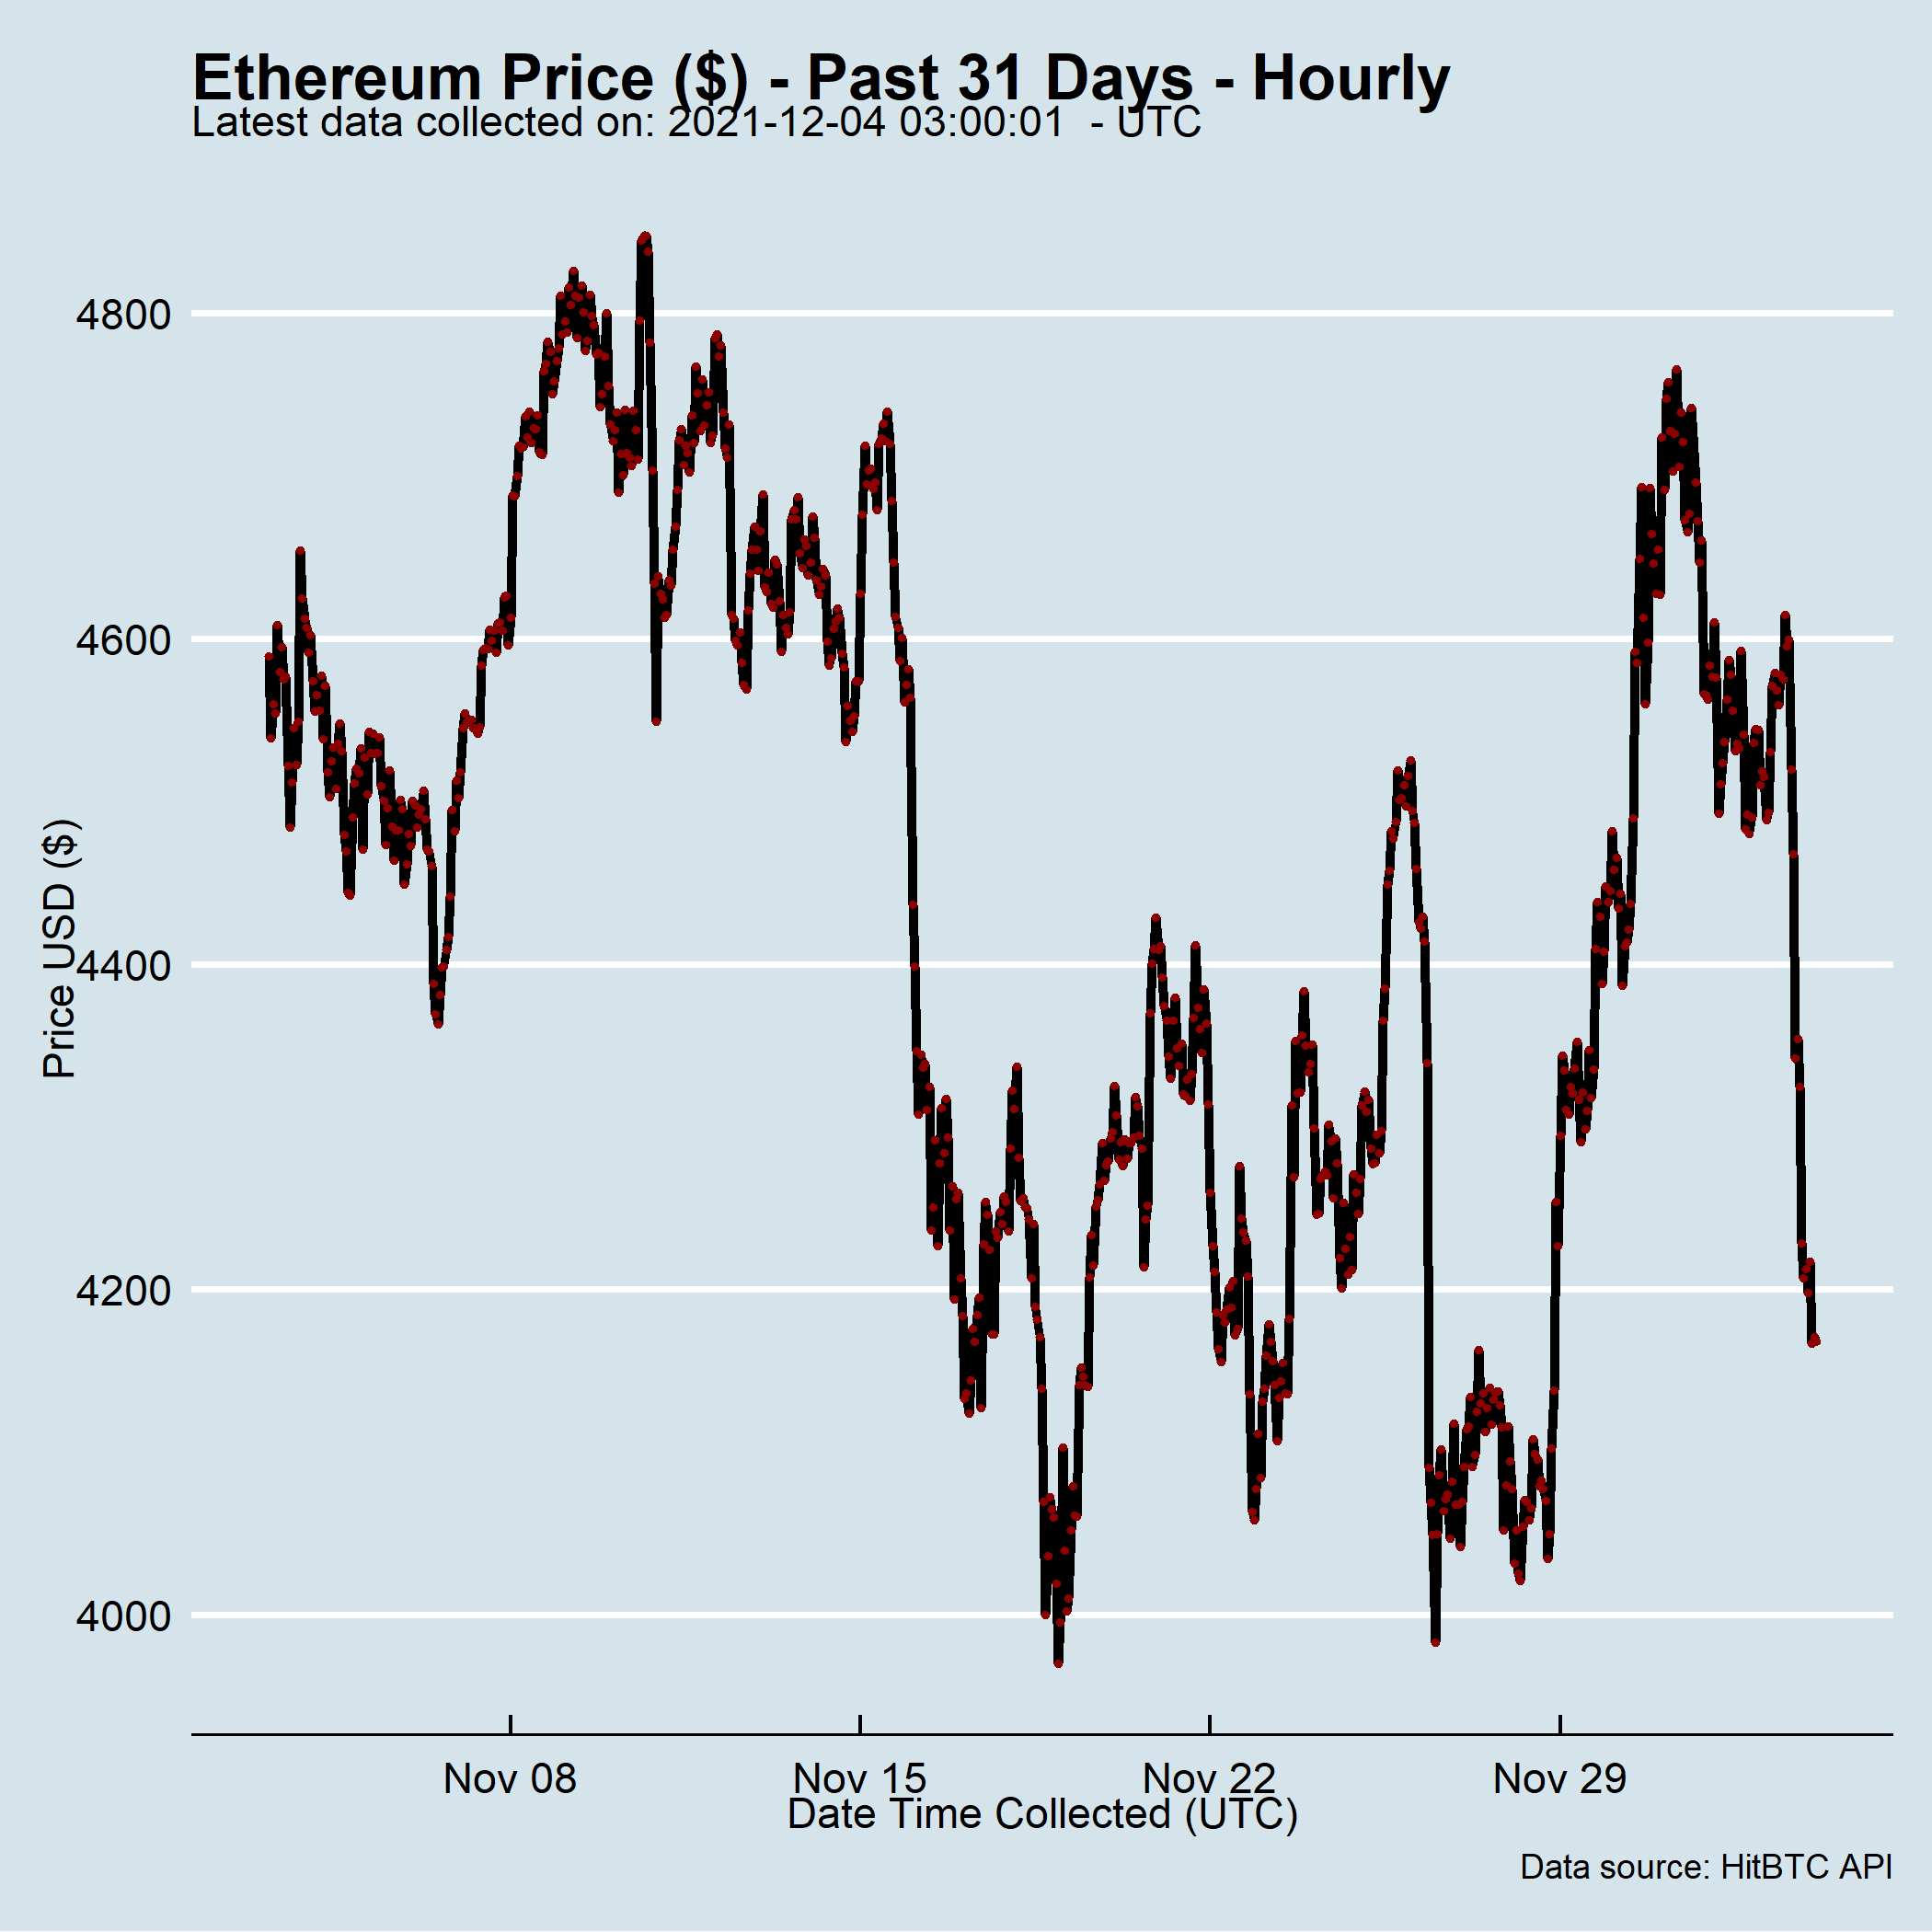 Ethereum Price ($) - Past 31 Days - Hourly
Latest data collected on: 2021-12-04 03:00:01  - UTC
Price USD ($)
4800
4600
4400
4200
4000
Nov 08
Nov 15
Nov 22
Nov 29
Date Time Collected (UTC)
Data source: HitBTC API